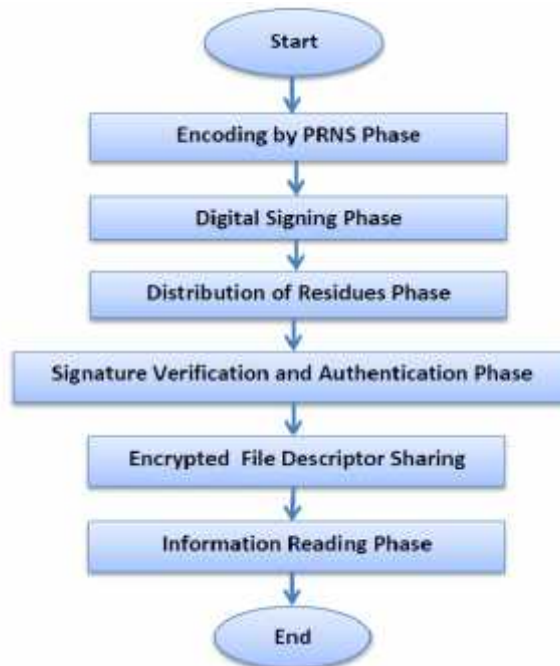 Start
Encoding by PRNS Phase
Digital Signing Phase
Distribution of Residues Phase
Signature Verification and Authentication Phase
Encrypted File Descriptor Sharing
Information Reading Phase
End